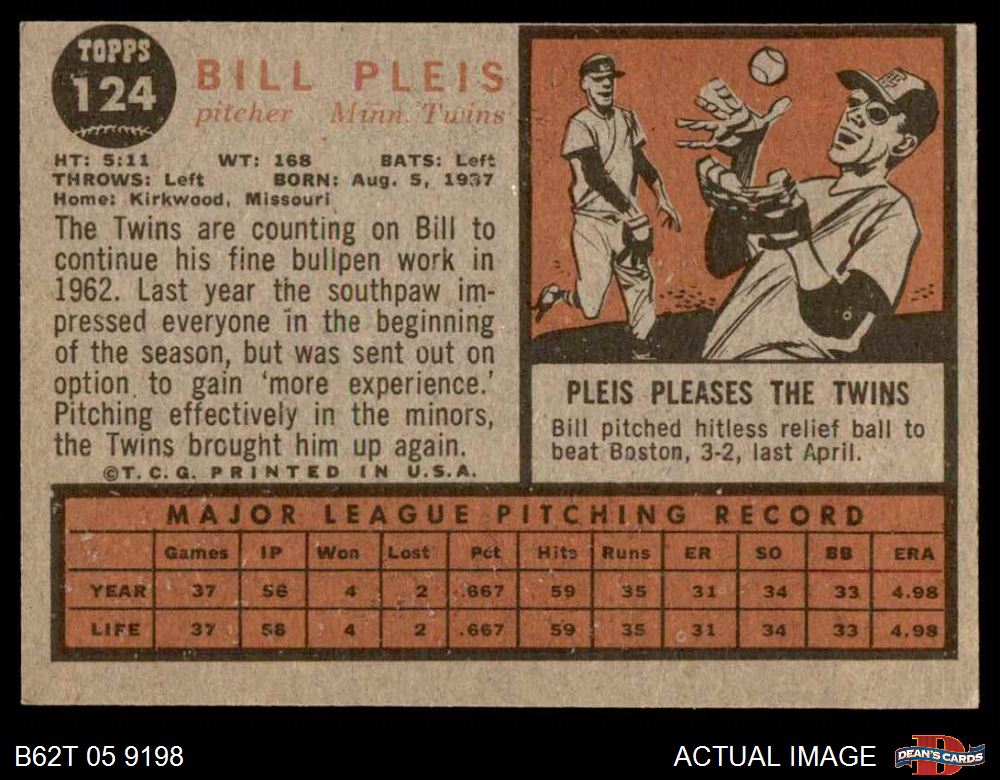 TOPPS
124
BILL PLEIS
pitcher Minn. Twins
HT: 5:11 WT: 168 BATS: Left
THROWS: Left BORN: Aug. 5, 1937
Home: Kirkwood, Missouri
The Twins are counting on Bill to
continue his fine bullpen work in
1962. Last year the southpaw im-
pressed everyone in the beginning
of the season, but was sent out on
option to gain 'more experience.'
Pitching effectively in the minors,
the Twins brought him up again.
©T.C.G. PRINTED IN U.S.A.
PLEIS PLEASES THE TWINS
Bill pitched hitless relief ball to
beat Boston, 3-2, last April.
MAJOR LEAGUE PITCHING RECORD
Games IP Won Lost Pct Hits Runs ER SO BB ERA
YEAR 37 56 4 2 .667 59 35 31 34 33 4.98
LIFE 37 56 4 2 .667 59 35 31 34 33 4.98
B62T 05 9198
ACTUAL IMAGE
DEAN'S CARDS